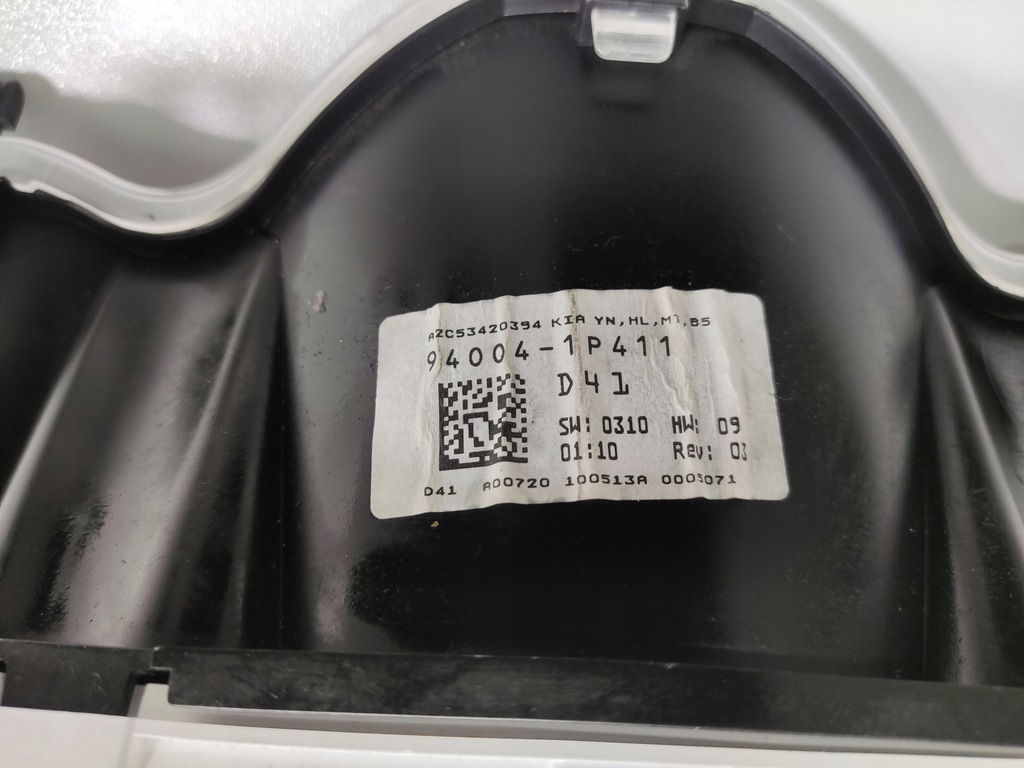 A2C53420394 KIA YN,HL,MT,B5
94004-1P411
D41
SW: 0310 HW: 09
01:10 Rev: 03
D41 A00720 100513A 0003071